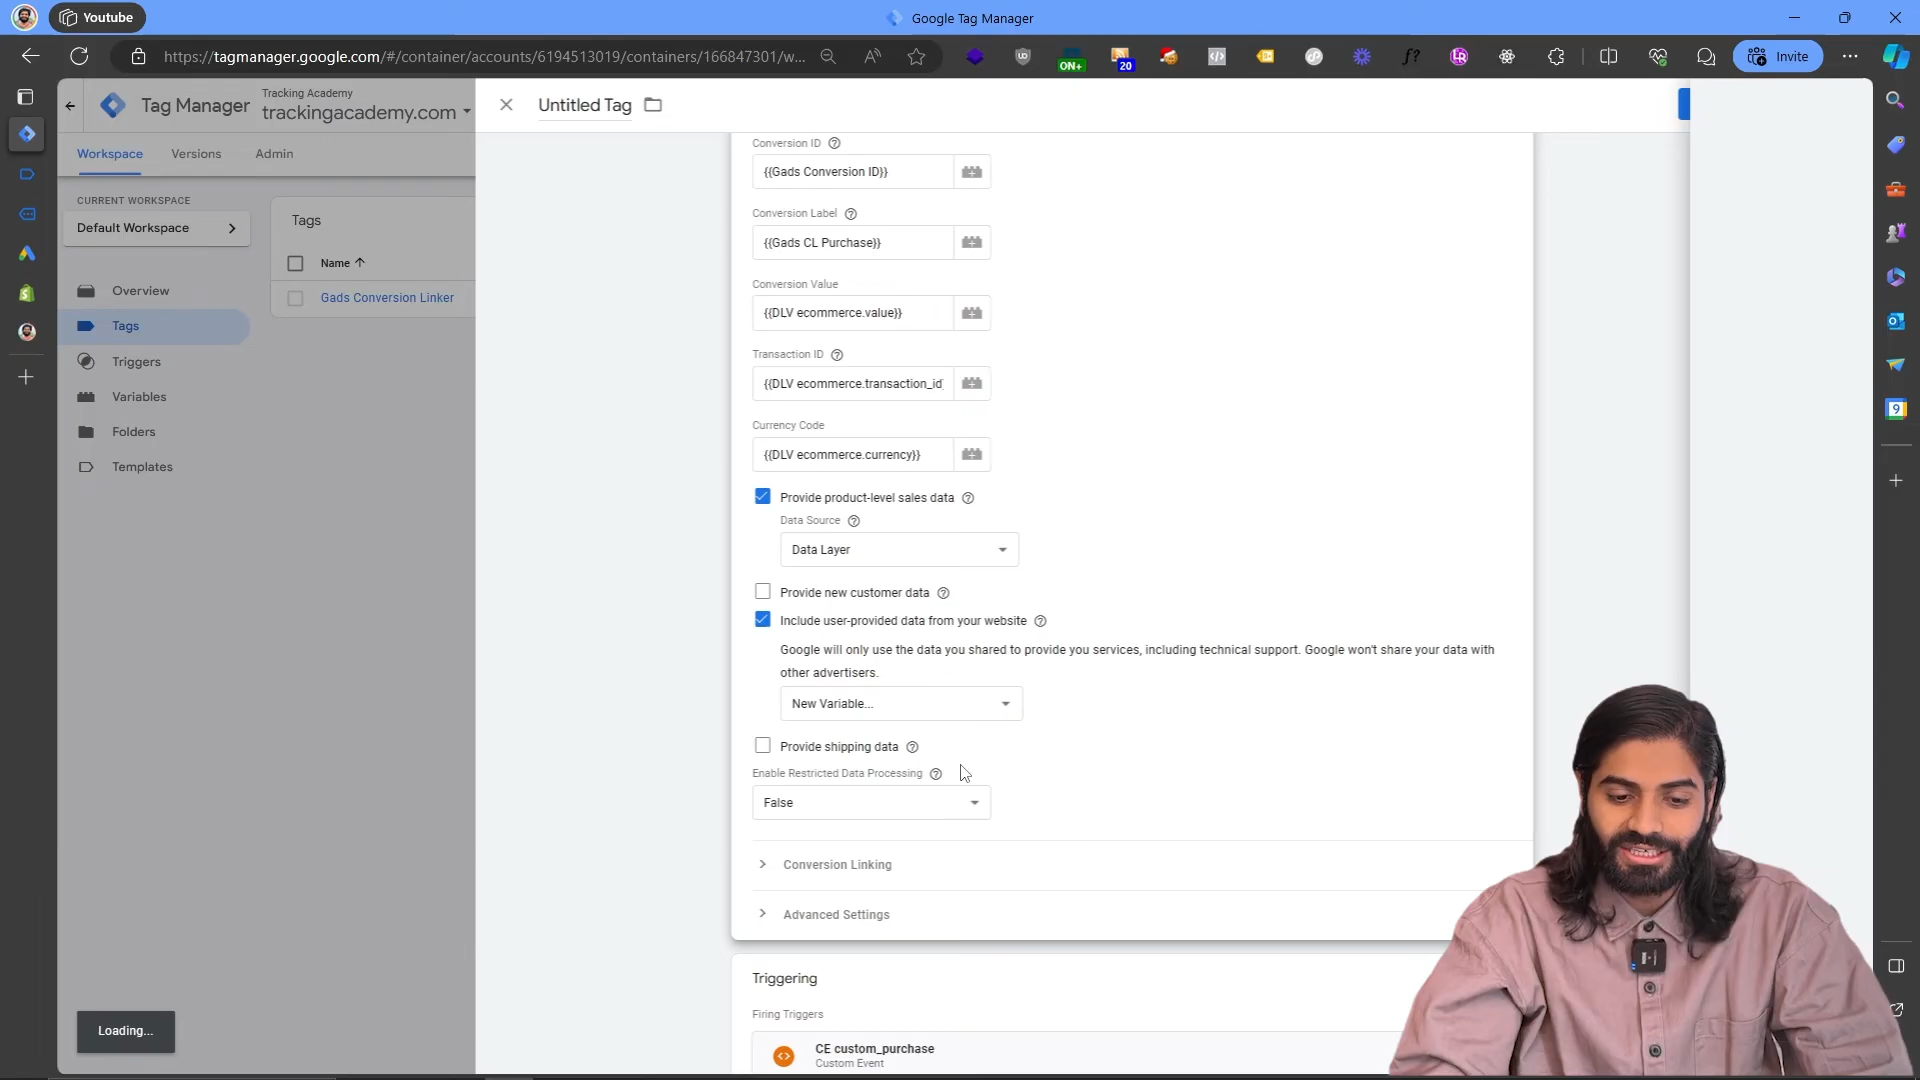 Youtube
Google Tag Manager
https://tagmanager.google.com/#/container/accounts/6194513019/containers/166847301/w...
ON+
20
Invite
Tag Manager
Tracking Academy
trackingacademy.com
Untitled Tag
Workspace
Versions
Admin
CURRENT WORKSPACE
Default Workspace
Overview
Tags
Triggers
Variables
Folders
Templates
Tags
Name
Gads Conversion Linker
Conversion ID
{{Gads Conversion ID}}
Conversion Label
{{Gads CL Purchase}}
Conversion Value
{{DLV ecommerce.value}}
Transaction ID
{{DLV ecommerce.transaction_id
Currency Code
{{DLV ecommerce.currency}}
Provide product-level sales data
Data Source
Data Layer
Provide new customer data
Include user-provided data from your website
Google will only use the data you shared to provide you services, including technical support. Google won't share your data with
other advertisers.
New Variable...
Provide shipping data
Enable Restricted Data Processing
False
Conversion Linking
Advanced Settings
Triggering
Firing Triggers
CE custom_purchase
Custom Event
Loading...
9